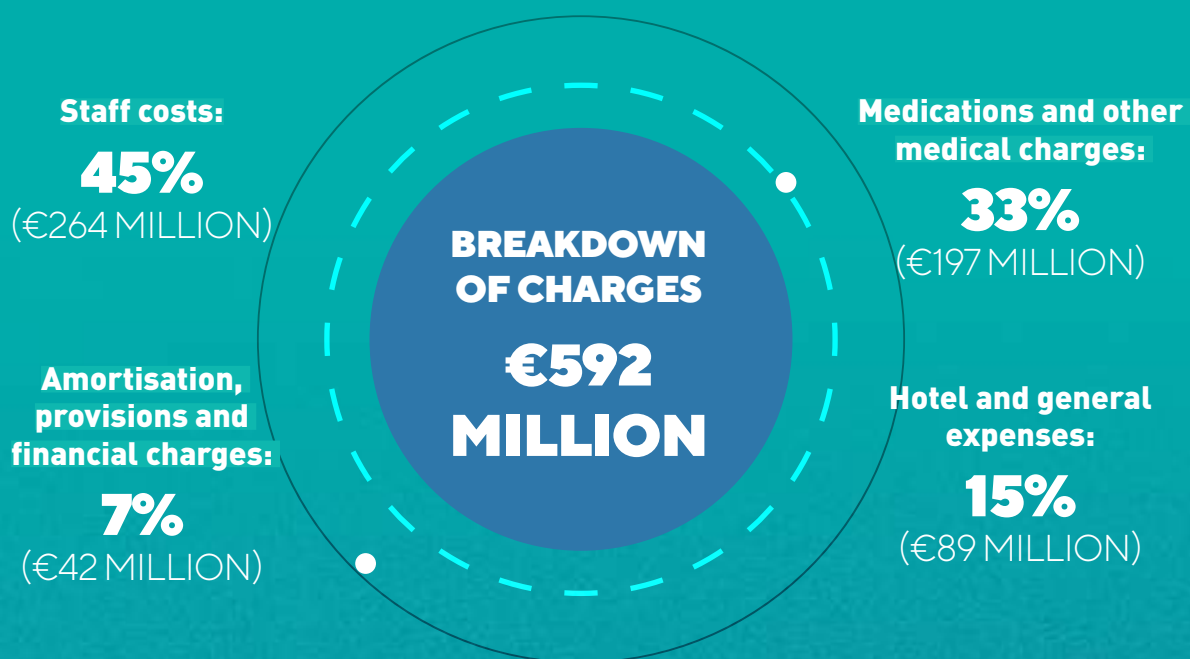 Staff costs:
45%
(€264 MILLION)
Medications and other
medical charges:
33%
(€197 MILLION)
BREAKDOWN
OF CHARGES
€592
MILLION
Amortisation,
provisions and
financial charges:
7%
(€42 MILLION)
Hotel and general
expenses:
15%
(€89 MILLION)